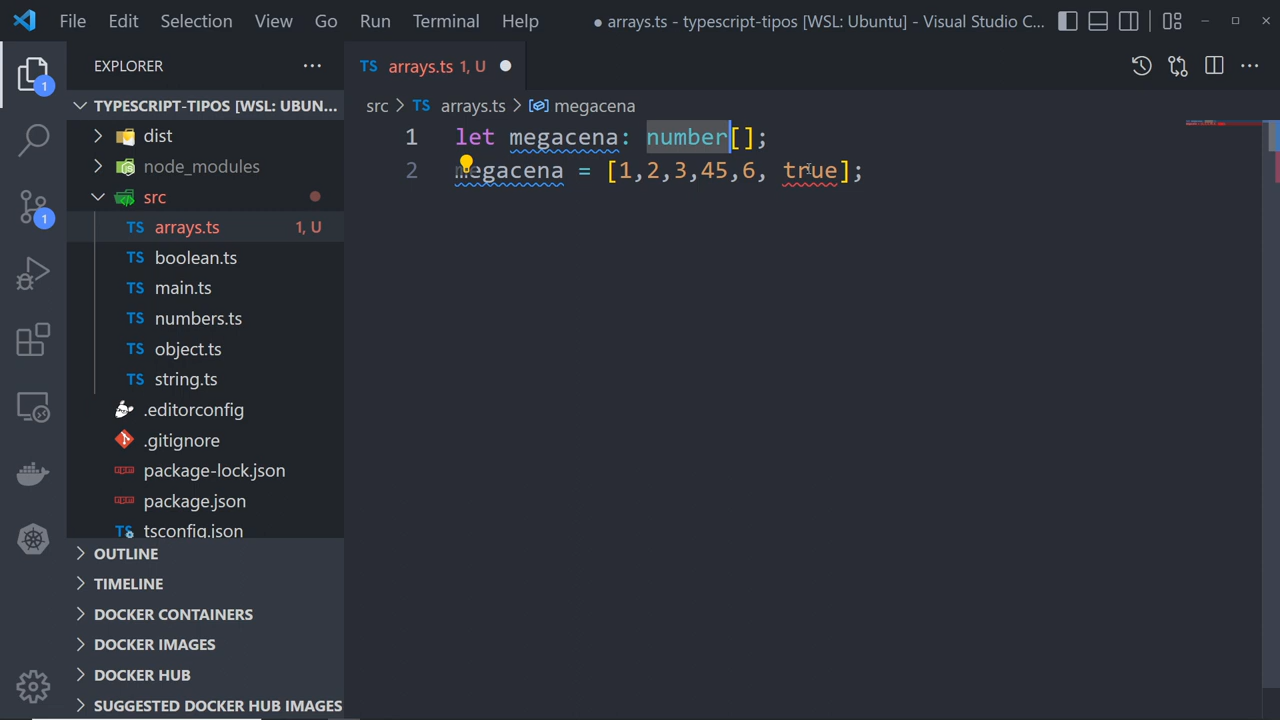 File Edit Selection View Go Run Terminal Help ● arrays.ts - typescript-tipos [WSL: Ubuntu] - Visual Studio C...
EXPLORER
TS arrays.ts 1, U
TYPESCRIPT-TIPOS [WSL: UBUN...
src > TS arrays.ts > megacena
1
dist
node_modules
src
TS arrays.ts 1, U
TS boolean.ts
TS main.ts
TS numbers.ts
TS object.ts
TS string.ts
.editorconfig
.gitignore
package-lock.json
package.json
TS tsconfig.json
1
OUTLINE
TIMELINE
DOCKER CONTAINERS
DOCKER IMAGES
DOCKER HUB
SUGGESTED DOCKER HUB IMAGES
1 let megacena: number[];
2 megacena = [1,2,3,45,6, true];